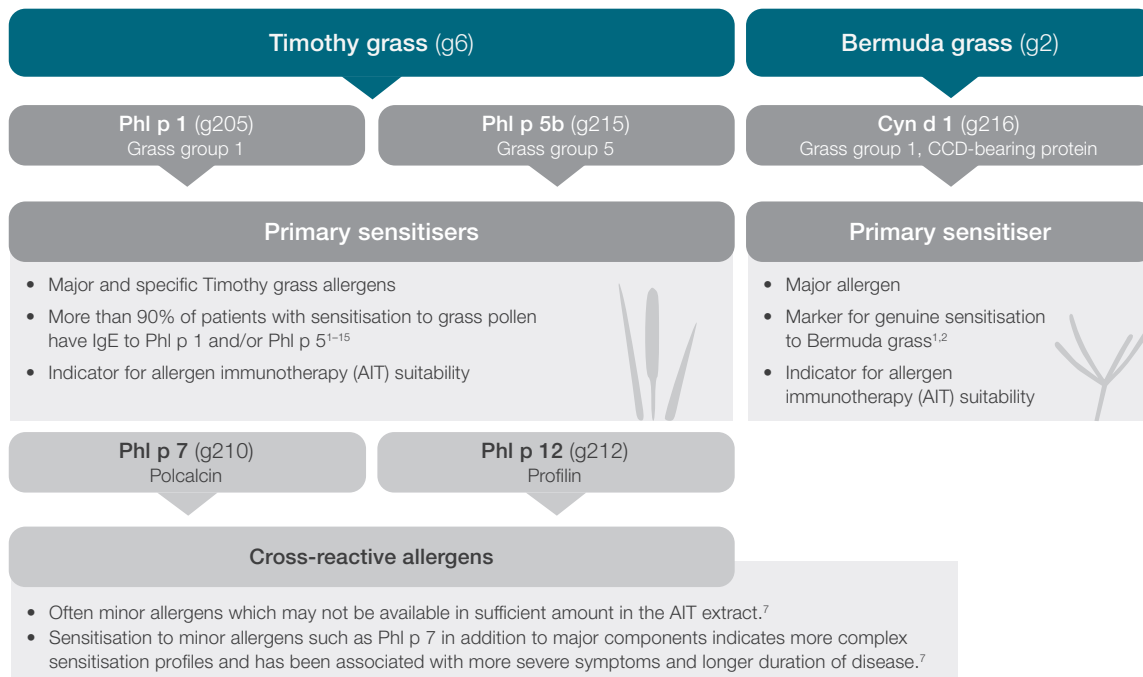 Timothy grass (g6)
Bermuda grass (g2)
Phl p 1 (g205)
Grass group 1
Phl p 5b (g215)
Grass group 5
Cyn d 1 (g216)
Grass group 1, CCD-bearing protein
Primary sensitisers
• Major and specific Timothy grass allergens
• More than 90% of patients with sensitisation to grass pollen
have IgE to Phl p 1 and/or Phl p 5¹⁻¹⁵
• Indicator for allergen immunotherapy (AIT) suitability
Primary sensitiser
• Major allergen
• Marker for genuine sensitisation
to Bermuda grass¹,²
• Indicator for allergen
immunotherapy (AIT) suitability
Phl p 7 (g210)
Polcalcin
Phl p 12 (g212)
Profilin
Cross-reactive allergens
• Often minor allergens which may not be available in sufficient amount in the AIT extract.⁷
• Sensitisation to minor allergens such as Phl p 7 in addition to major components indicates more complex
sensitisation profiles and has been associated with more severe symptoms and longer duration of disease.⁷